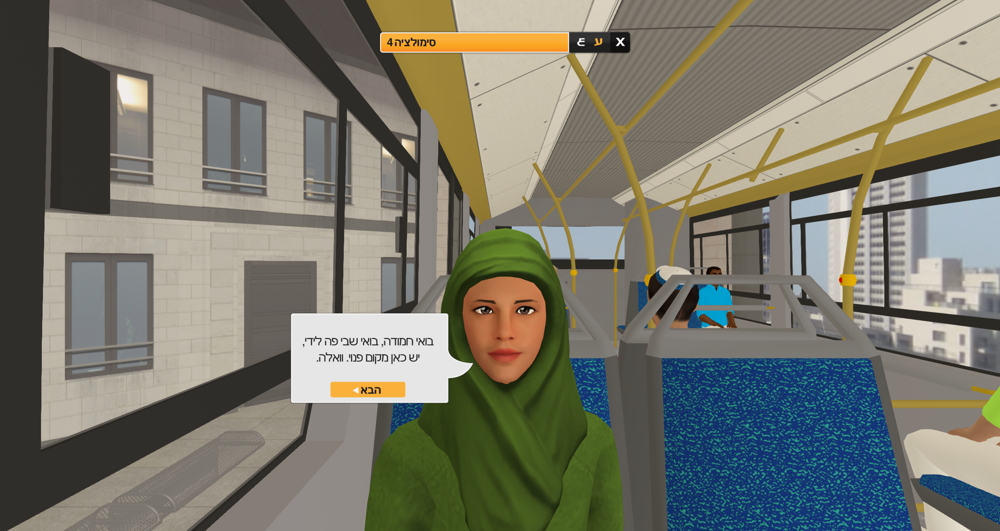 סימולציה 4
ع ע X
בואי חמודה, בואי שבי פה לידי,
יש כאן מקום פנוי. וואלה.
הבא